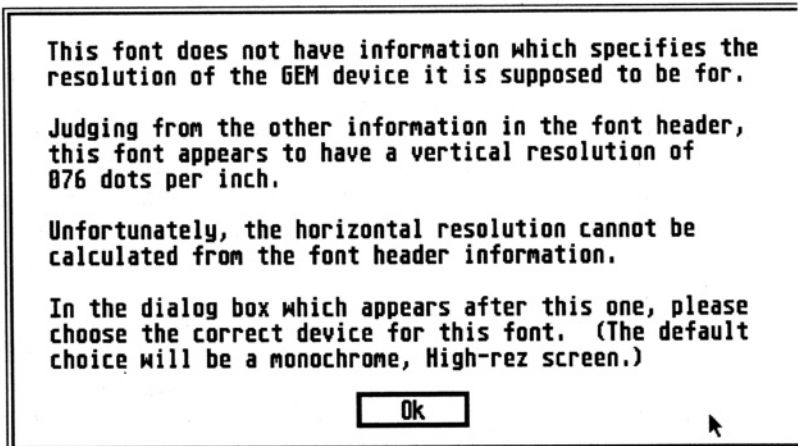 This font does not have information which specifies the
resolution of the GEM device it is supposed to be for.
Judging from the other information in the font header,
this font appears to have a vertical resolution of
076 dots per inch.
Unfortunately, the horizontal resolution cannot be
calculated from the font header information.
In the dialog box which appears after this one, please
choose the correct device for this font.  (The default
choice will be a monochrome, High-rez screen.)
Ok